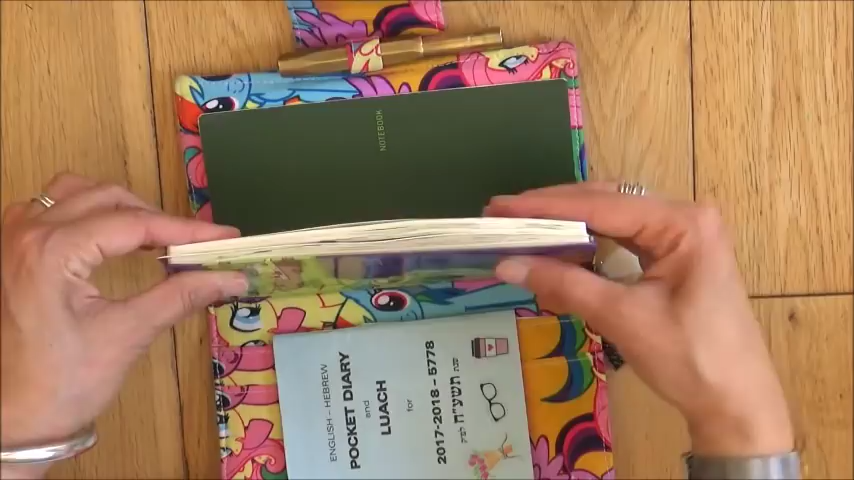 NOTEBOOK
ENGLISH - HEBREW
POCKET DIARY
and
LUACH
for
2017-2018 - 5778
שנת תשע"ח לפ"ק